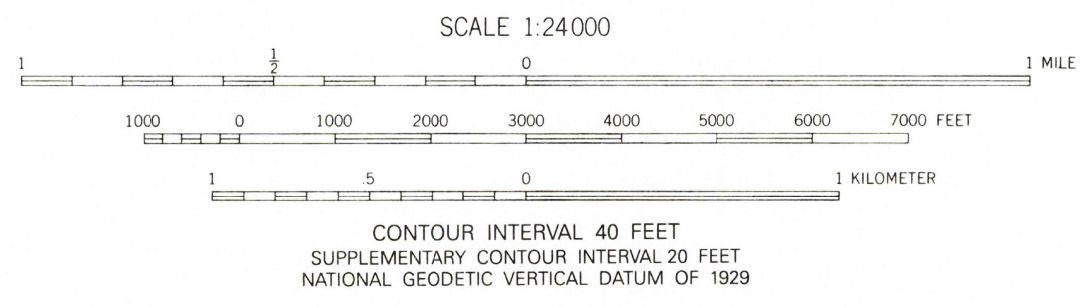 SCALE 1:24000
1 1/2 0 1 MILE
1000 0 1000 2000 3000 4000 5000 6000 7000 FEET
1 .5 0 1 KILOMETER
CONTOUR INTERVAL 40 FEET
SUPPLEMENTARY CONTOUR INTERVAL 20 FEET
NATIONAL GEODETIC VERTICAL DATUM OF 1929